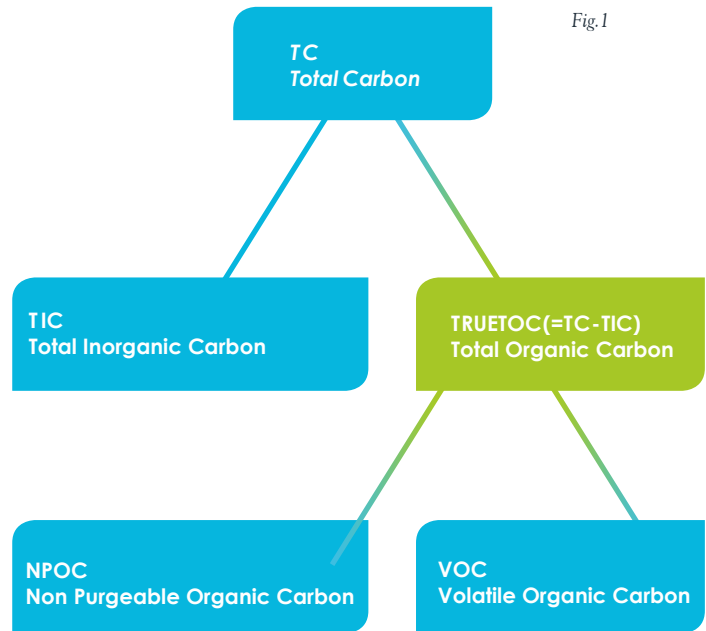 Fig.1
TC
Total Carbon
TIC
Total Inorganic Carbon
TRUETOC(=TC-TIC)
Total Organic Carbon
NPOC
Non Purgeable Organic Carbon
VOC
Volatile Organic Carbon